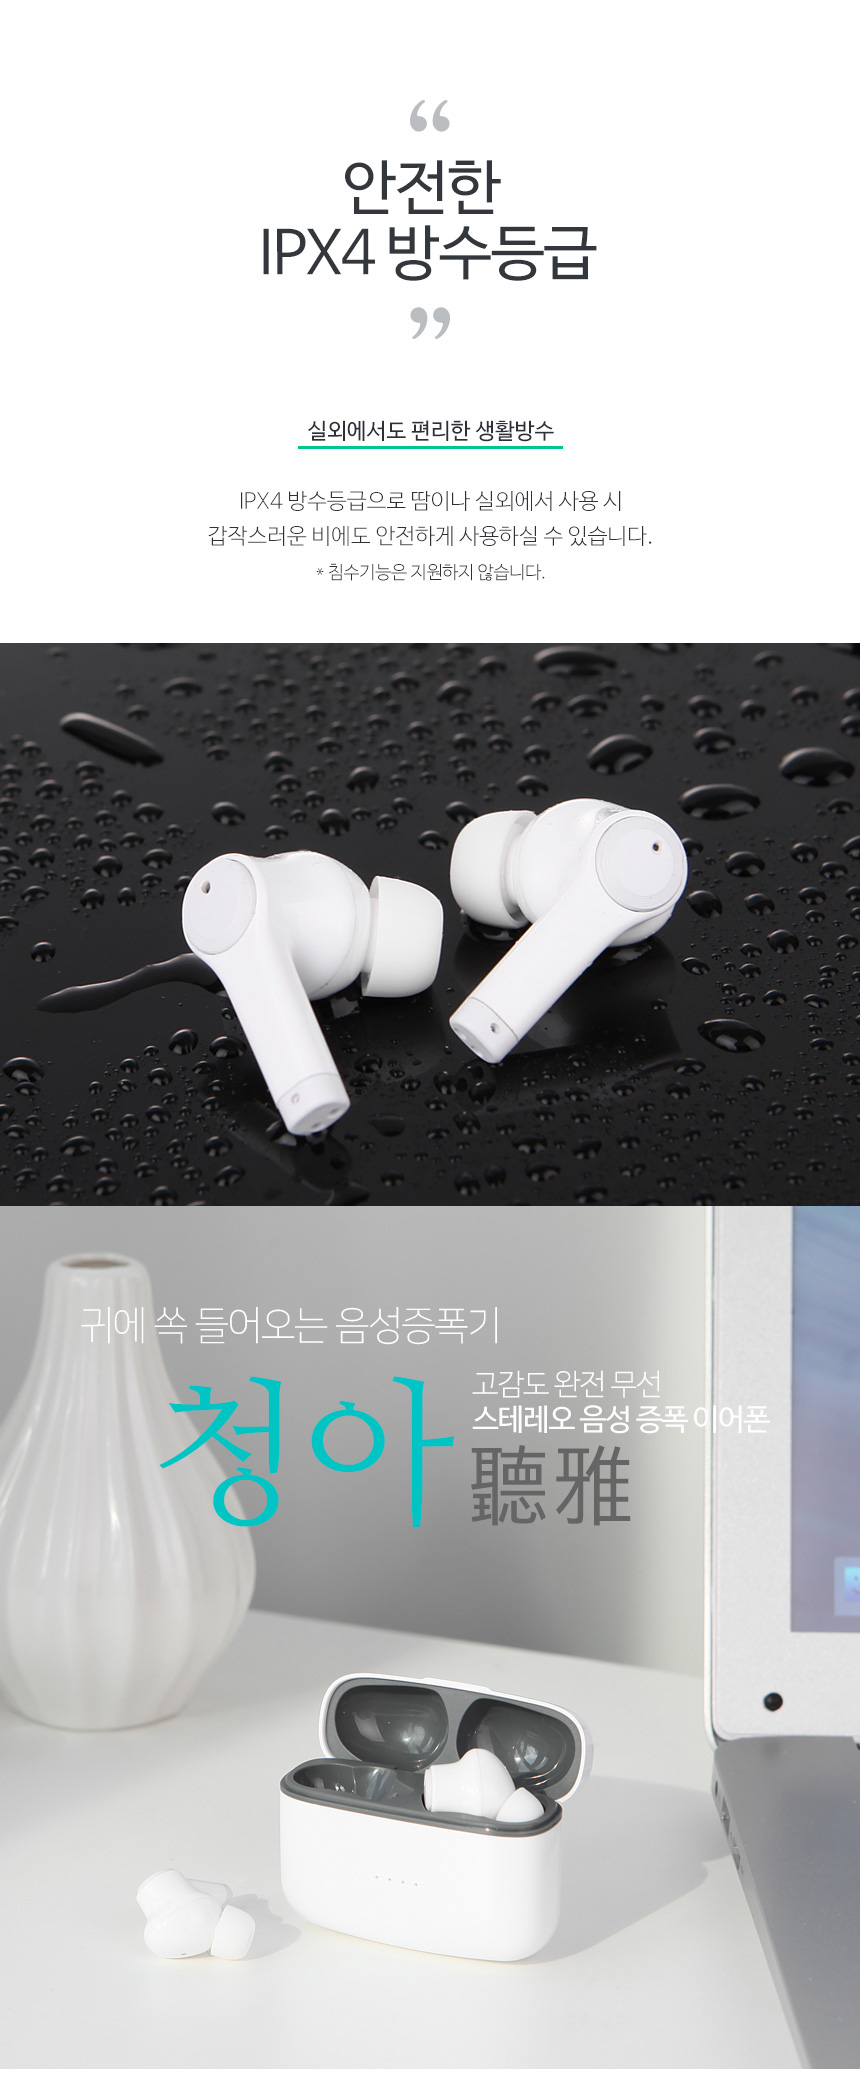 “
안전한
IPX4 방수등급
”
실외에서도 편리한 생활방수
IPX4 방수등급으로 땀이나 실외에서 사용 시
갑작스러운 비에도 안전하게 사용하실 수 있습니다.
* 침수기능은 지원하지 않습니다.
귀에 쏙 들어오는 음성증폭기
청아
고감도 완전 무선
스테레오 음성 증폭 이어폰
聽雅